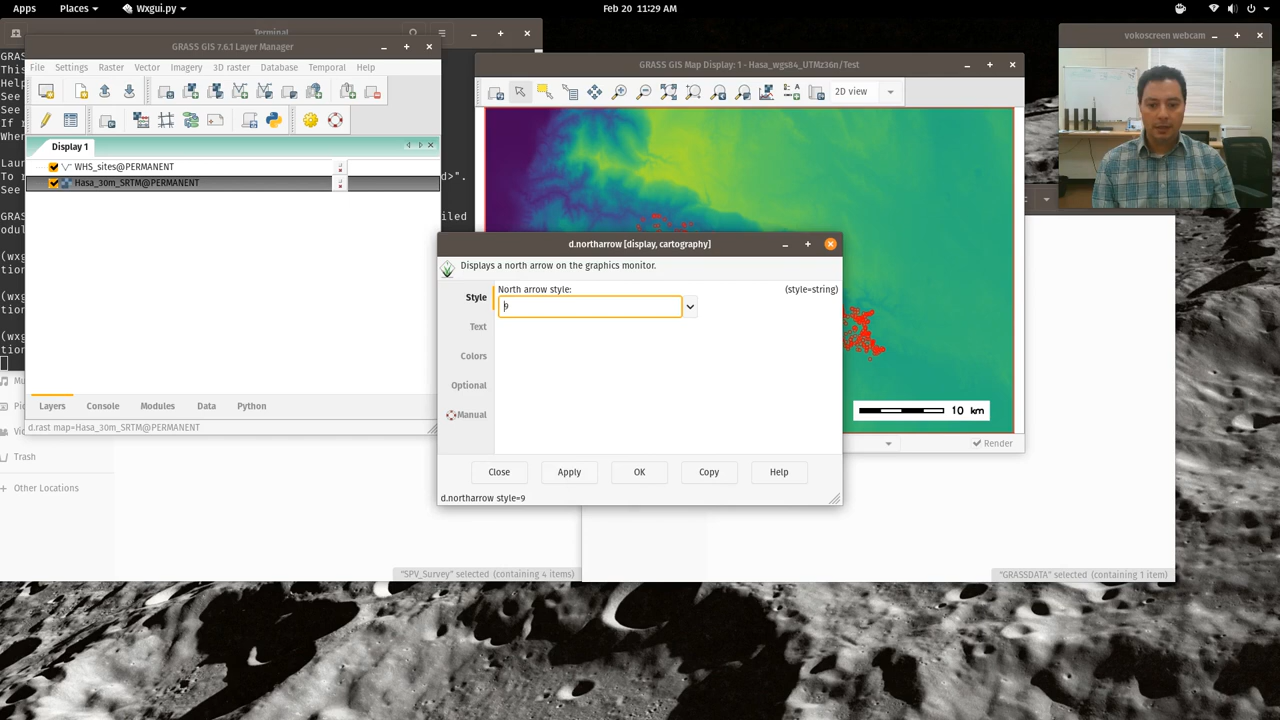 Apps
Places
Wxgui.py
Feb 20 11:29 AM
Terminal
vokoscreen webcam
GRASS GIS 7.6.1 Layer Manager
File Settings Raster Vector Imagery 3D raster Database Temporal Help
Display 1
WHS_sites@PERMANENT
Hasa_30m_SRTM@PERMANENT
Layers Console Modules Data Python
d.rast map=Hasa_30m_SRTM@PERMANENT
GRASS GIS Map Display: 1 - Hasa_wgs84_UTMz36n/Test
2D view
10 km
Render
d.northarrow [display, cartography]
Displays a north arrow on the graphics monitor.
Style
Text
Colors
Optional
Manual
North arrow style:
(style=string)
9
Close Apply OK Copy Help
d.northarrow style=9
Trash
Other Locations
"SPV_Survey" selected (containing 4 items)
"GRASSDATA" selected (containing 1 item)